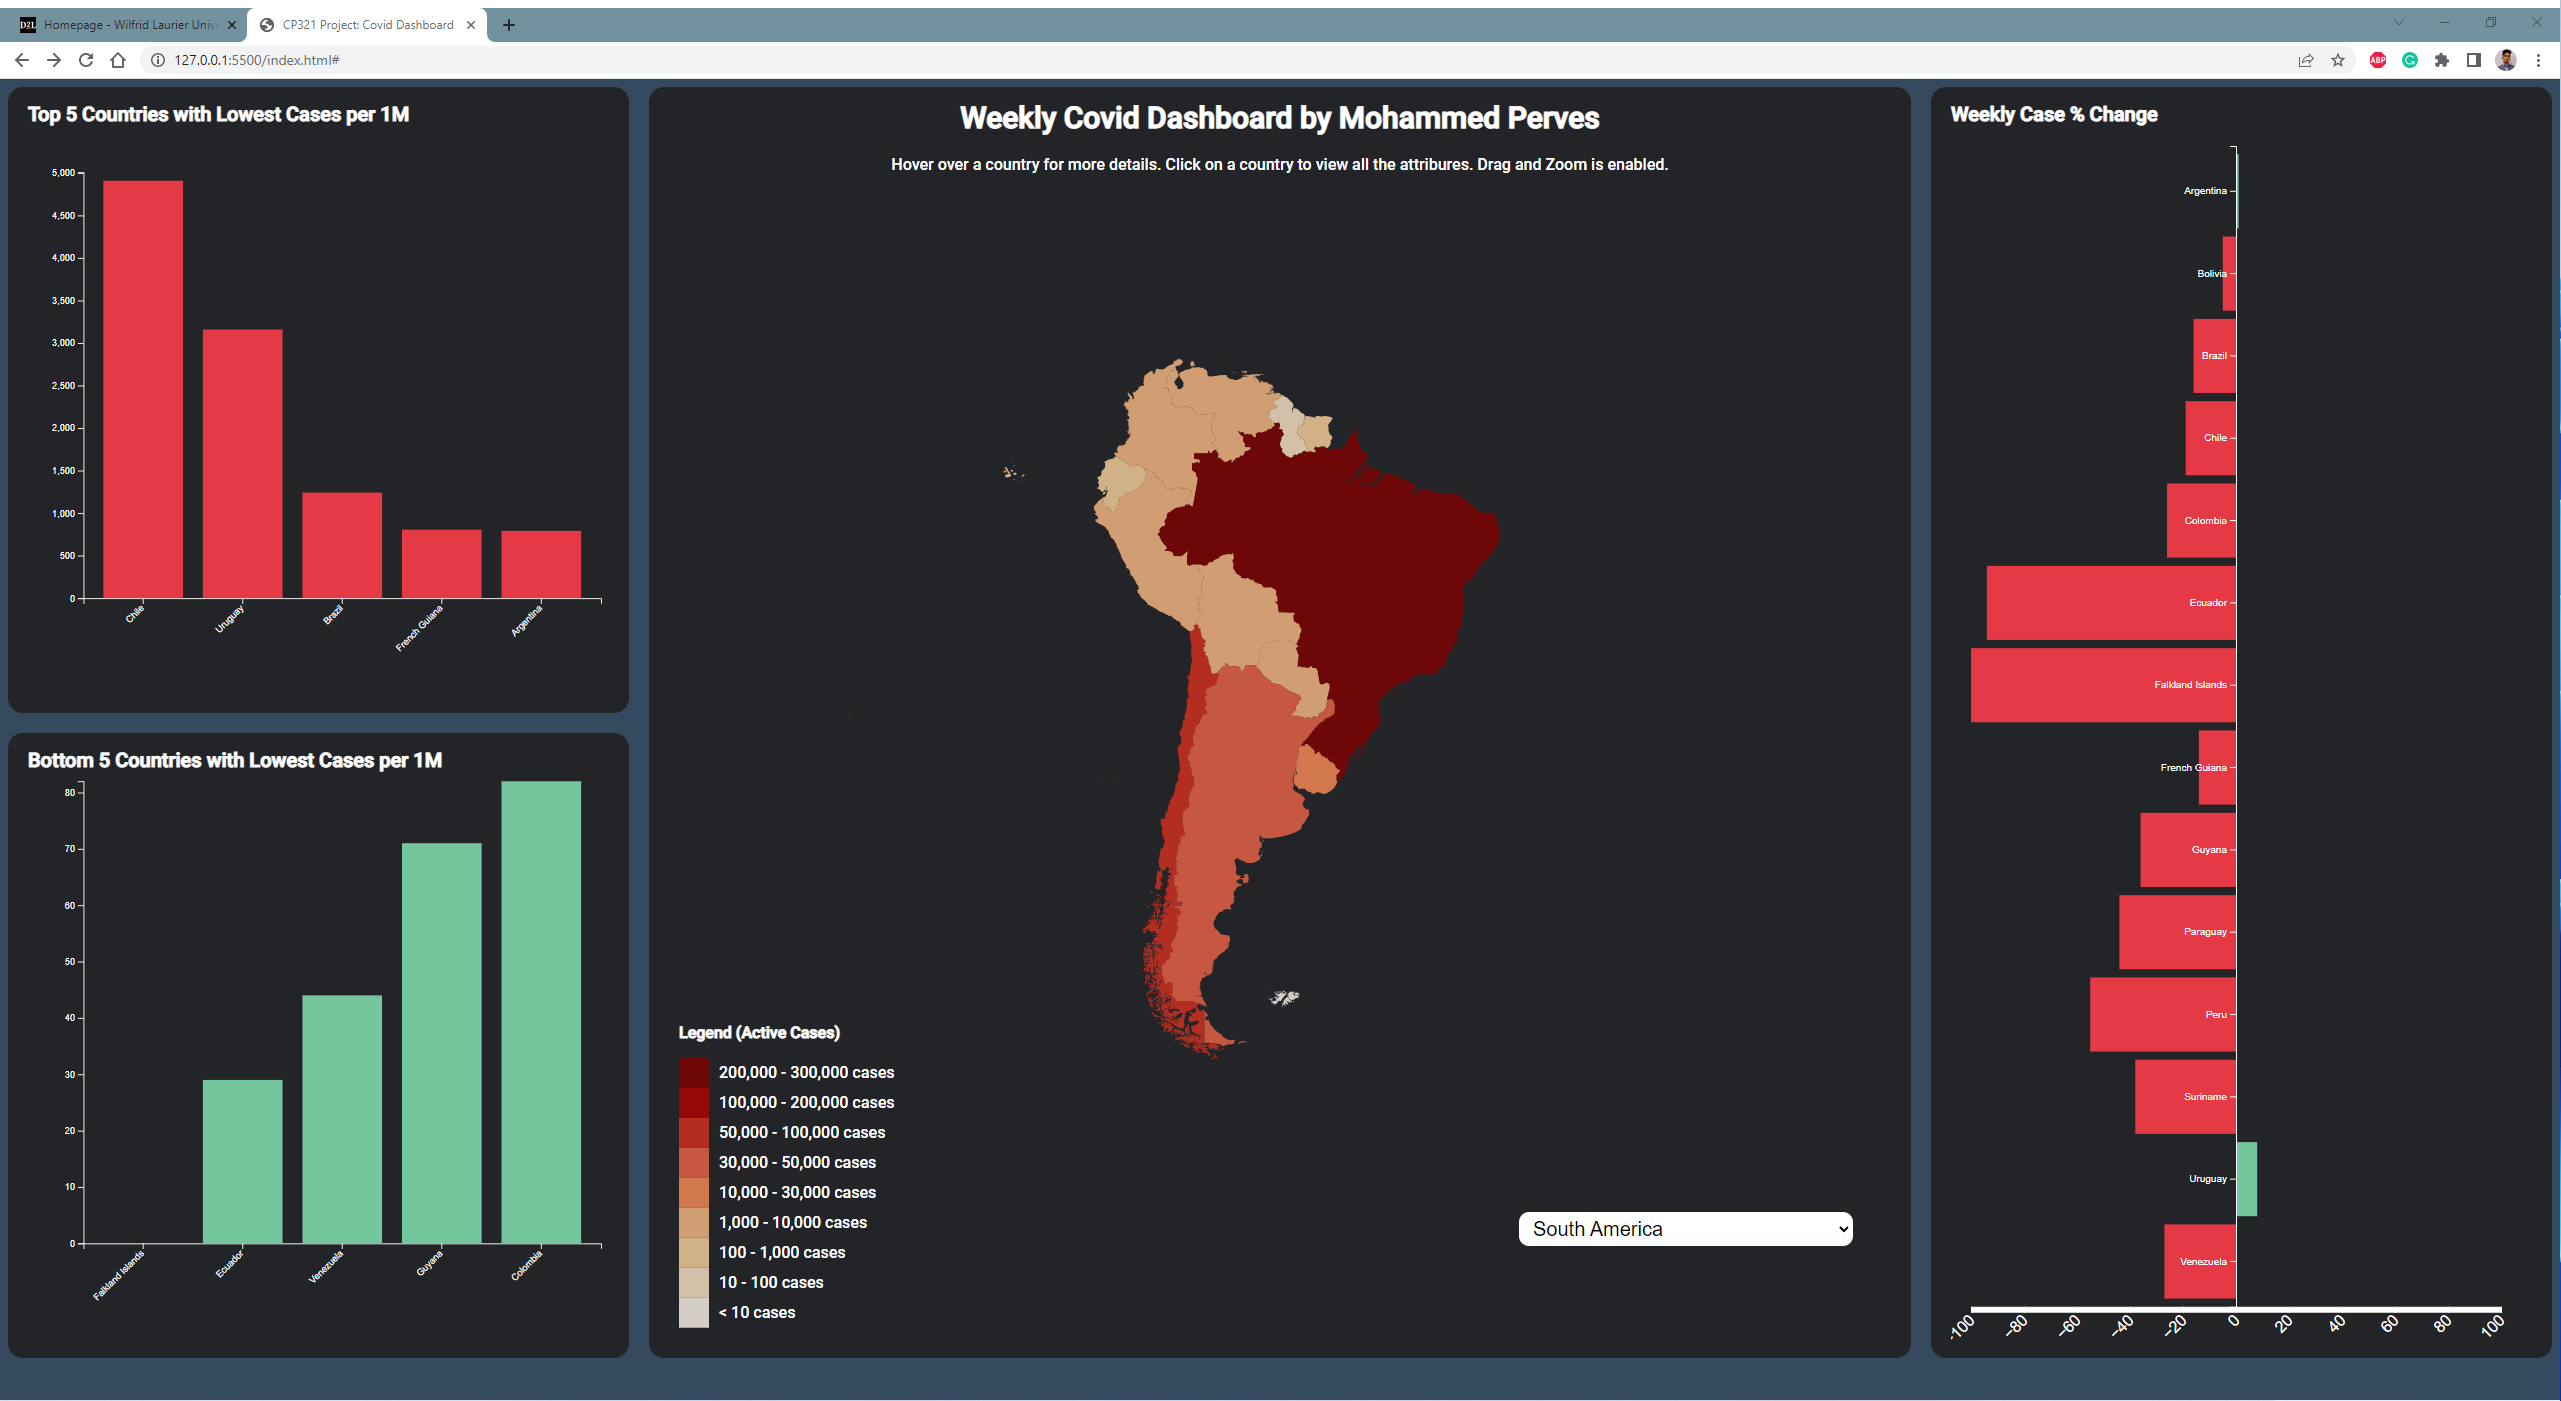 D2L Homepage - Wilfrid Laurier Univ
CP321 Project: Covid Dashboard
127.0.0.1:5500/index.html#
ABP
Top 5 Countries with Lowest Cases per 1M
5,000
4,500
4,000
3,500
3,000
2,500
2,000
1,500
1,000
500
0
Chile
Uruguay
Brazil
French Guiana
Argentina
Bottom 5 Countries with Lowest Cases per 1M
80
70
60
50
40
30
20
10
0
Falkland Islands
Ecuador
Venezuela
Guyana
Colombia
Weekly Covid Dashboard by Mohammed Perves
Hover over a country for more details. Click on a country to view all the attribures. Drag and Zoom is enabled.
Legend (Active Cases)
200,000 - 300,000 cases
100,000 - 200,000 cases
50,000 - 100,000 cases
30,000 - 50,000 cases
10,000 - 30,000 cases
1,000 - 10,000 cases
100 - 1,000 cases
10 - 100 cases
< 10 cases
South America
Weekly Case % Change
Argentina
Bolivia
Brazil
Chile
Colombia
Ecuador
Falkland Islands
French Guiana
Guyana
Paraguay
Peru
Suriname
Uruguay
Venezuela
-100
−80
−60
−40
−20
0
20
40
60
80
100